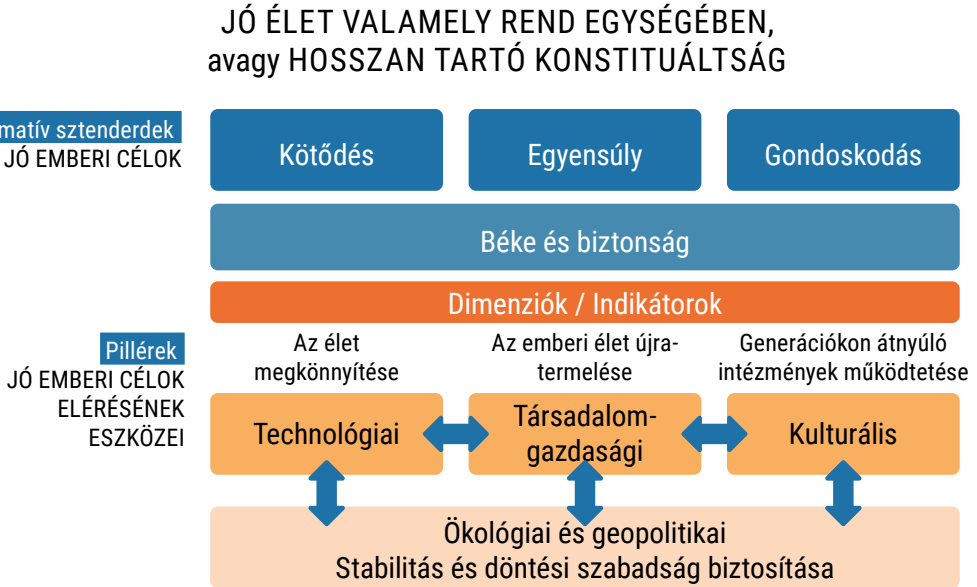 JÓ ÉLET VALAMELY REND EGYSÉGÉBEN,
avagy HOSSZAN TARTÓ KONSTITUÁLTSÁG
matív sztenderdek
JÓ EMBERI CÉLOK
Kötődés
Egyensúly
Gondoskodás
Béke és biztonság
Dimenziók / Indikátorok
Pillérek
JÓ EMBERI CÉLOK
ELÉRÉSÉNEK
ESZKÖZEI
Az élet
megkönnyítése
Az emberi élet újra-
termelése
Generációkon átnyúló
intézmények működtetése
Technológiai
Társadalom-
gazdasági
Kulturális
Ökológiai és geopolitikai
Stabilitás és döntési szabadság biztosítása